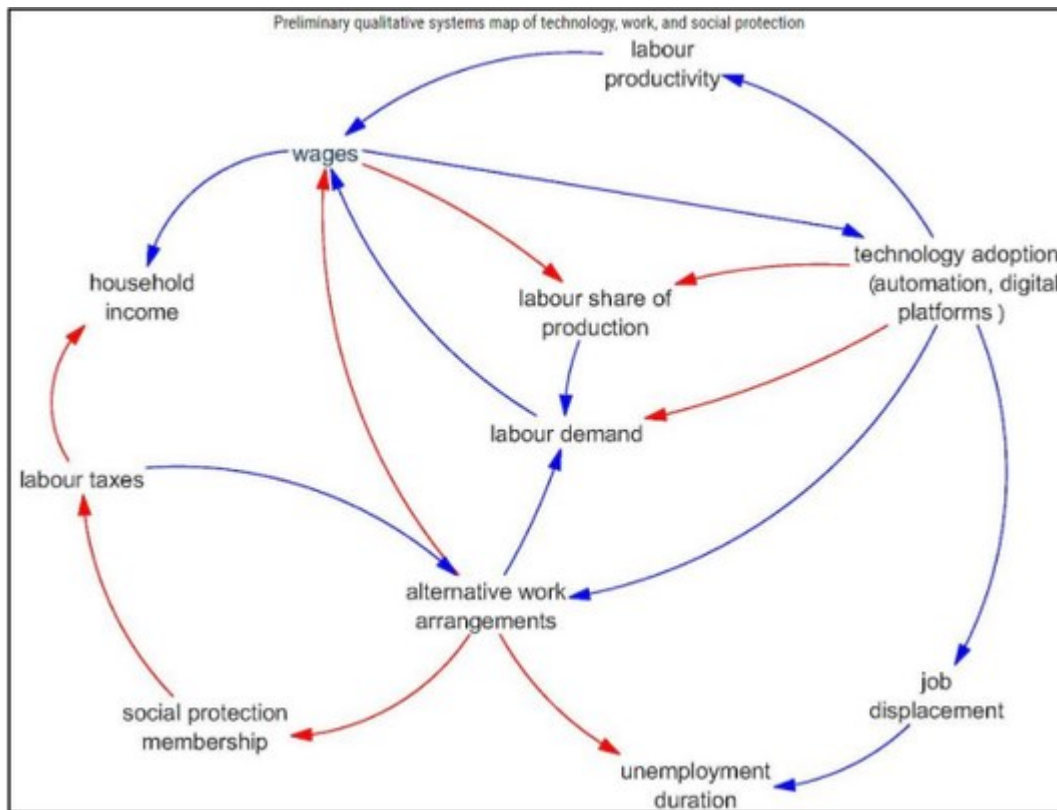 Preliminary qualitative systems map of technology, work, and social protection
labour
productivity
wages
technology adoption
(automation, digital
platforms )
household
income
labour share of
production
labour demand
labour taxes
alternative work
arrangements
social protection
membership
job
displacement
unemployment
duration